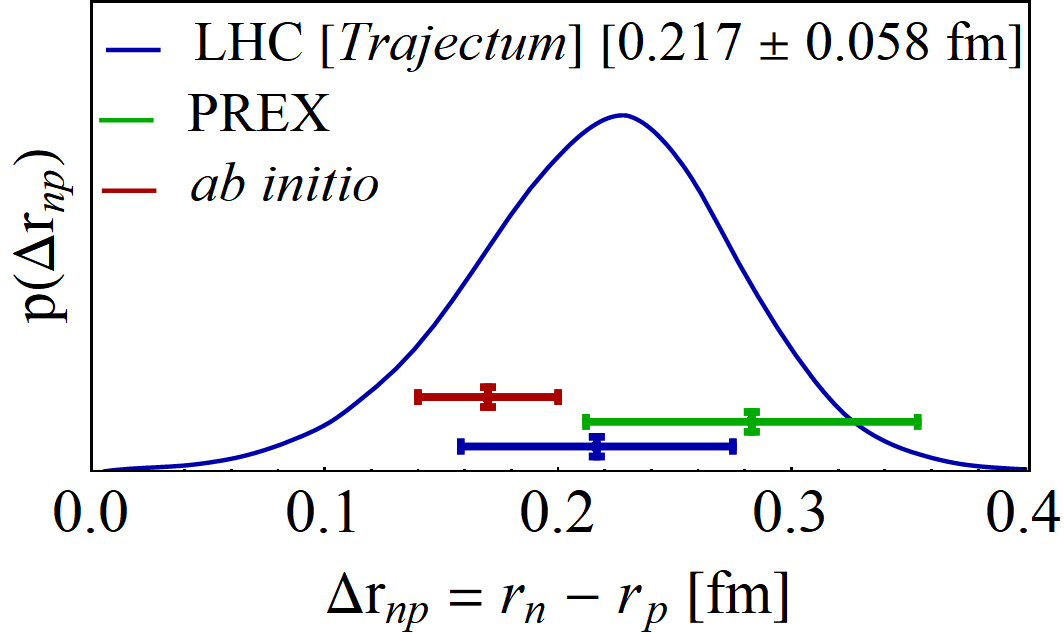 LHC [Trajectum] [0.217 ± 0.058 fm]
PREX
ab initio
p(Δr_np)
0.0 0.1 0.2 0.3 0.4
Δr_np = r_n − r_p [fm]